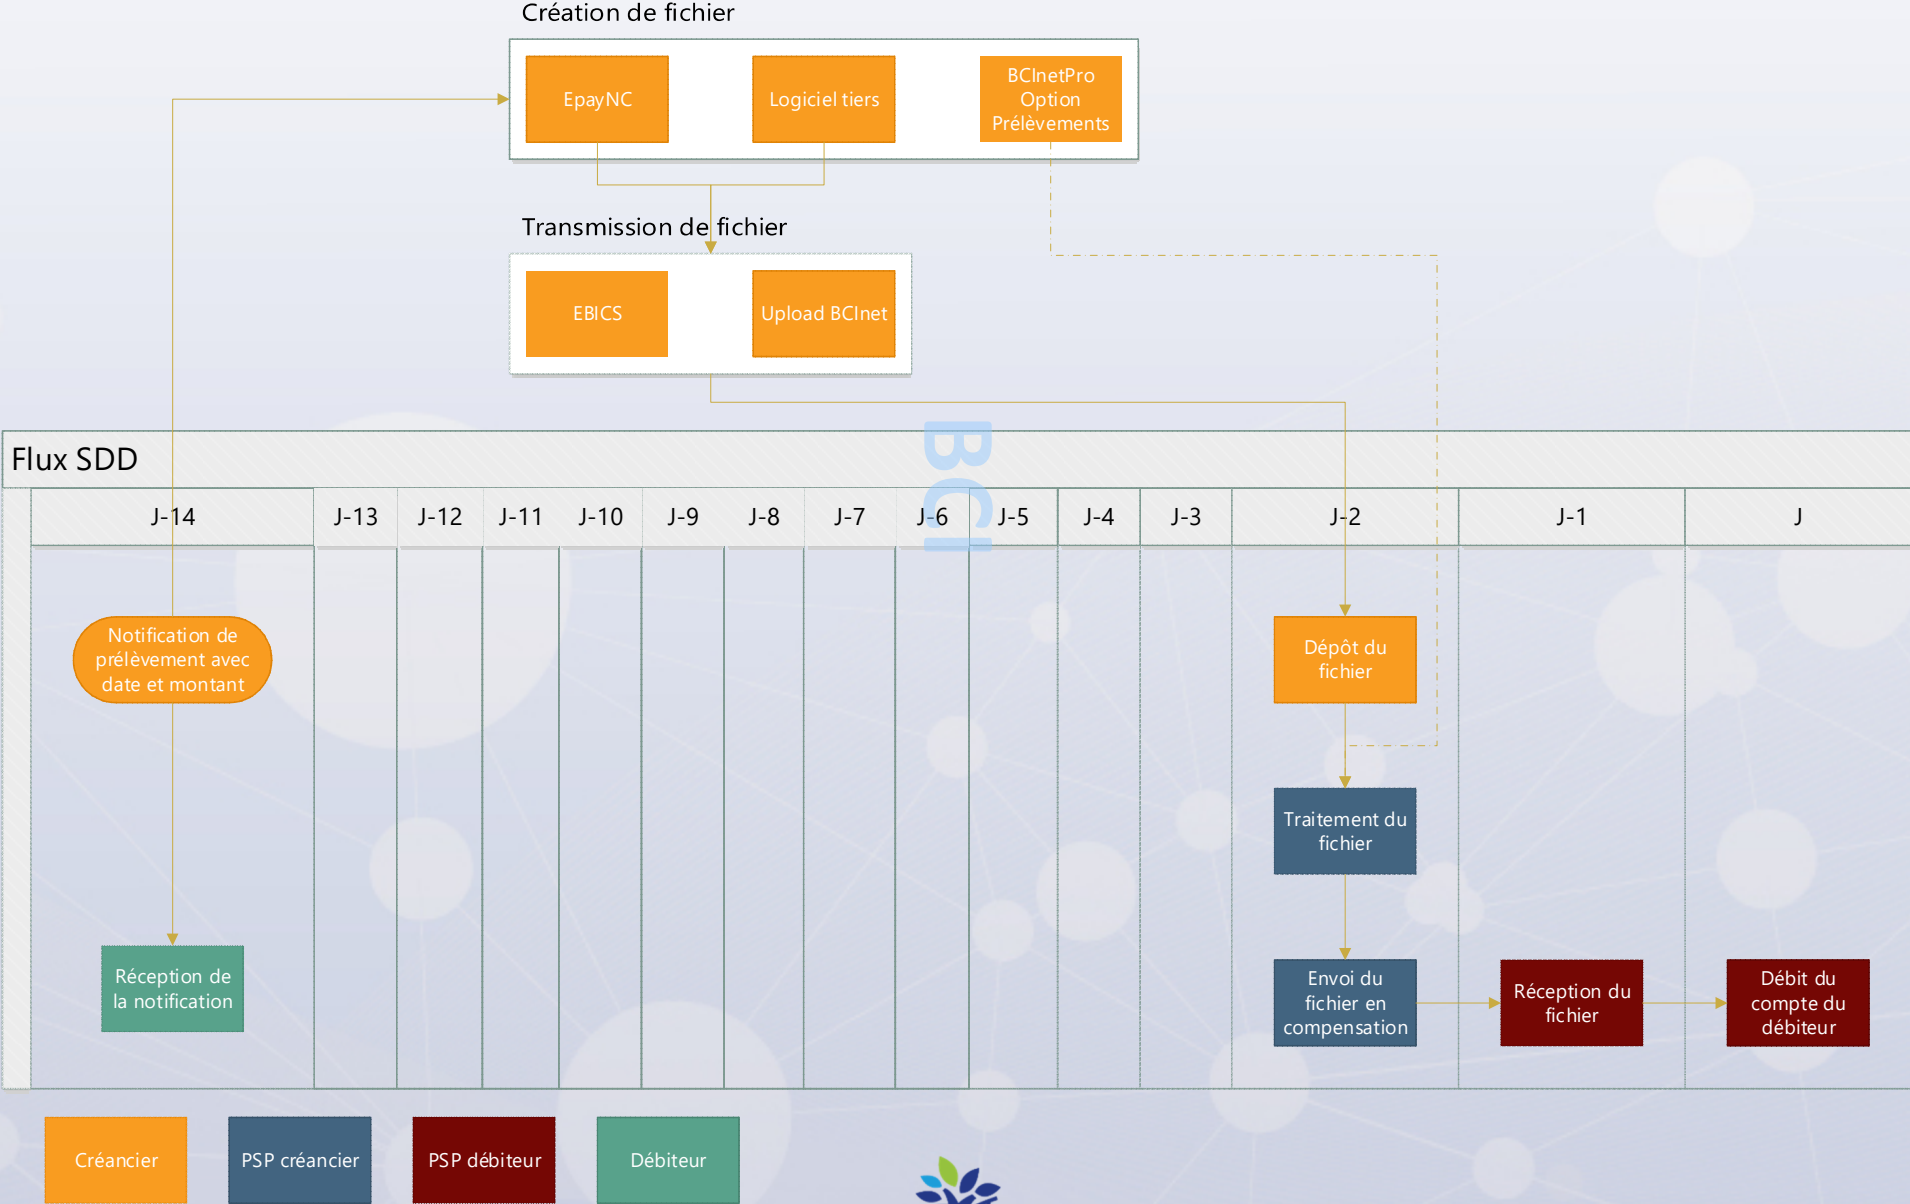 Création de fichier
EpayNC
Logiciel tiers
BCInetPro
Option
Prélèvements
Transmission de fichier
EBICS
Upload BCInet
BCI
Flux SDD
J-14
J-13
J-12
J-11
J-10
J-9
J-8
J-7
J-6
J-5
J-4
J-3
J-2
J-1
J
Notification de
prélèvement avec
date et montant
Dépôt du
fichier
Traitement du
fichier
Réception de
la notification
Envoi du
fichier en
compensation
Réception du
fichier
Débit du
compte du
débiteur
Créancier
PSP créancier
PSP débiteur
Débiteur